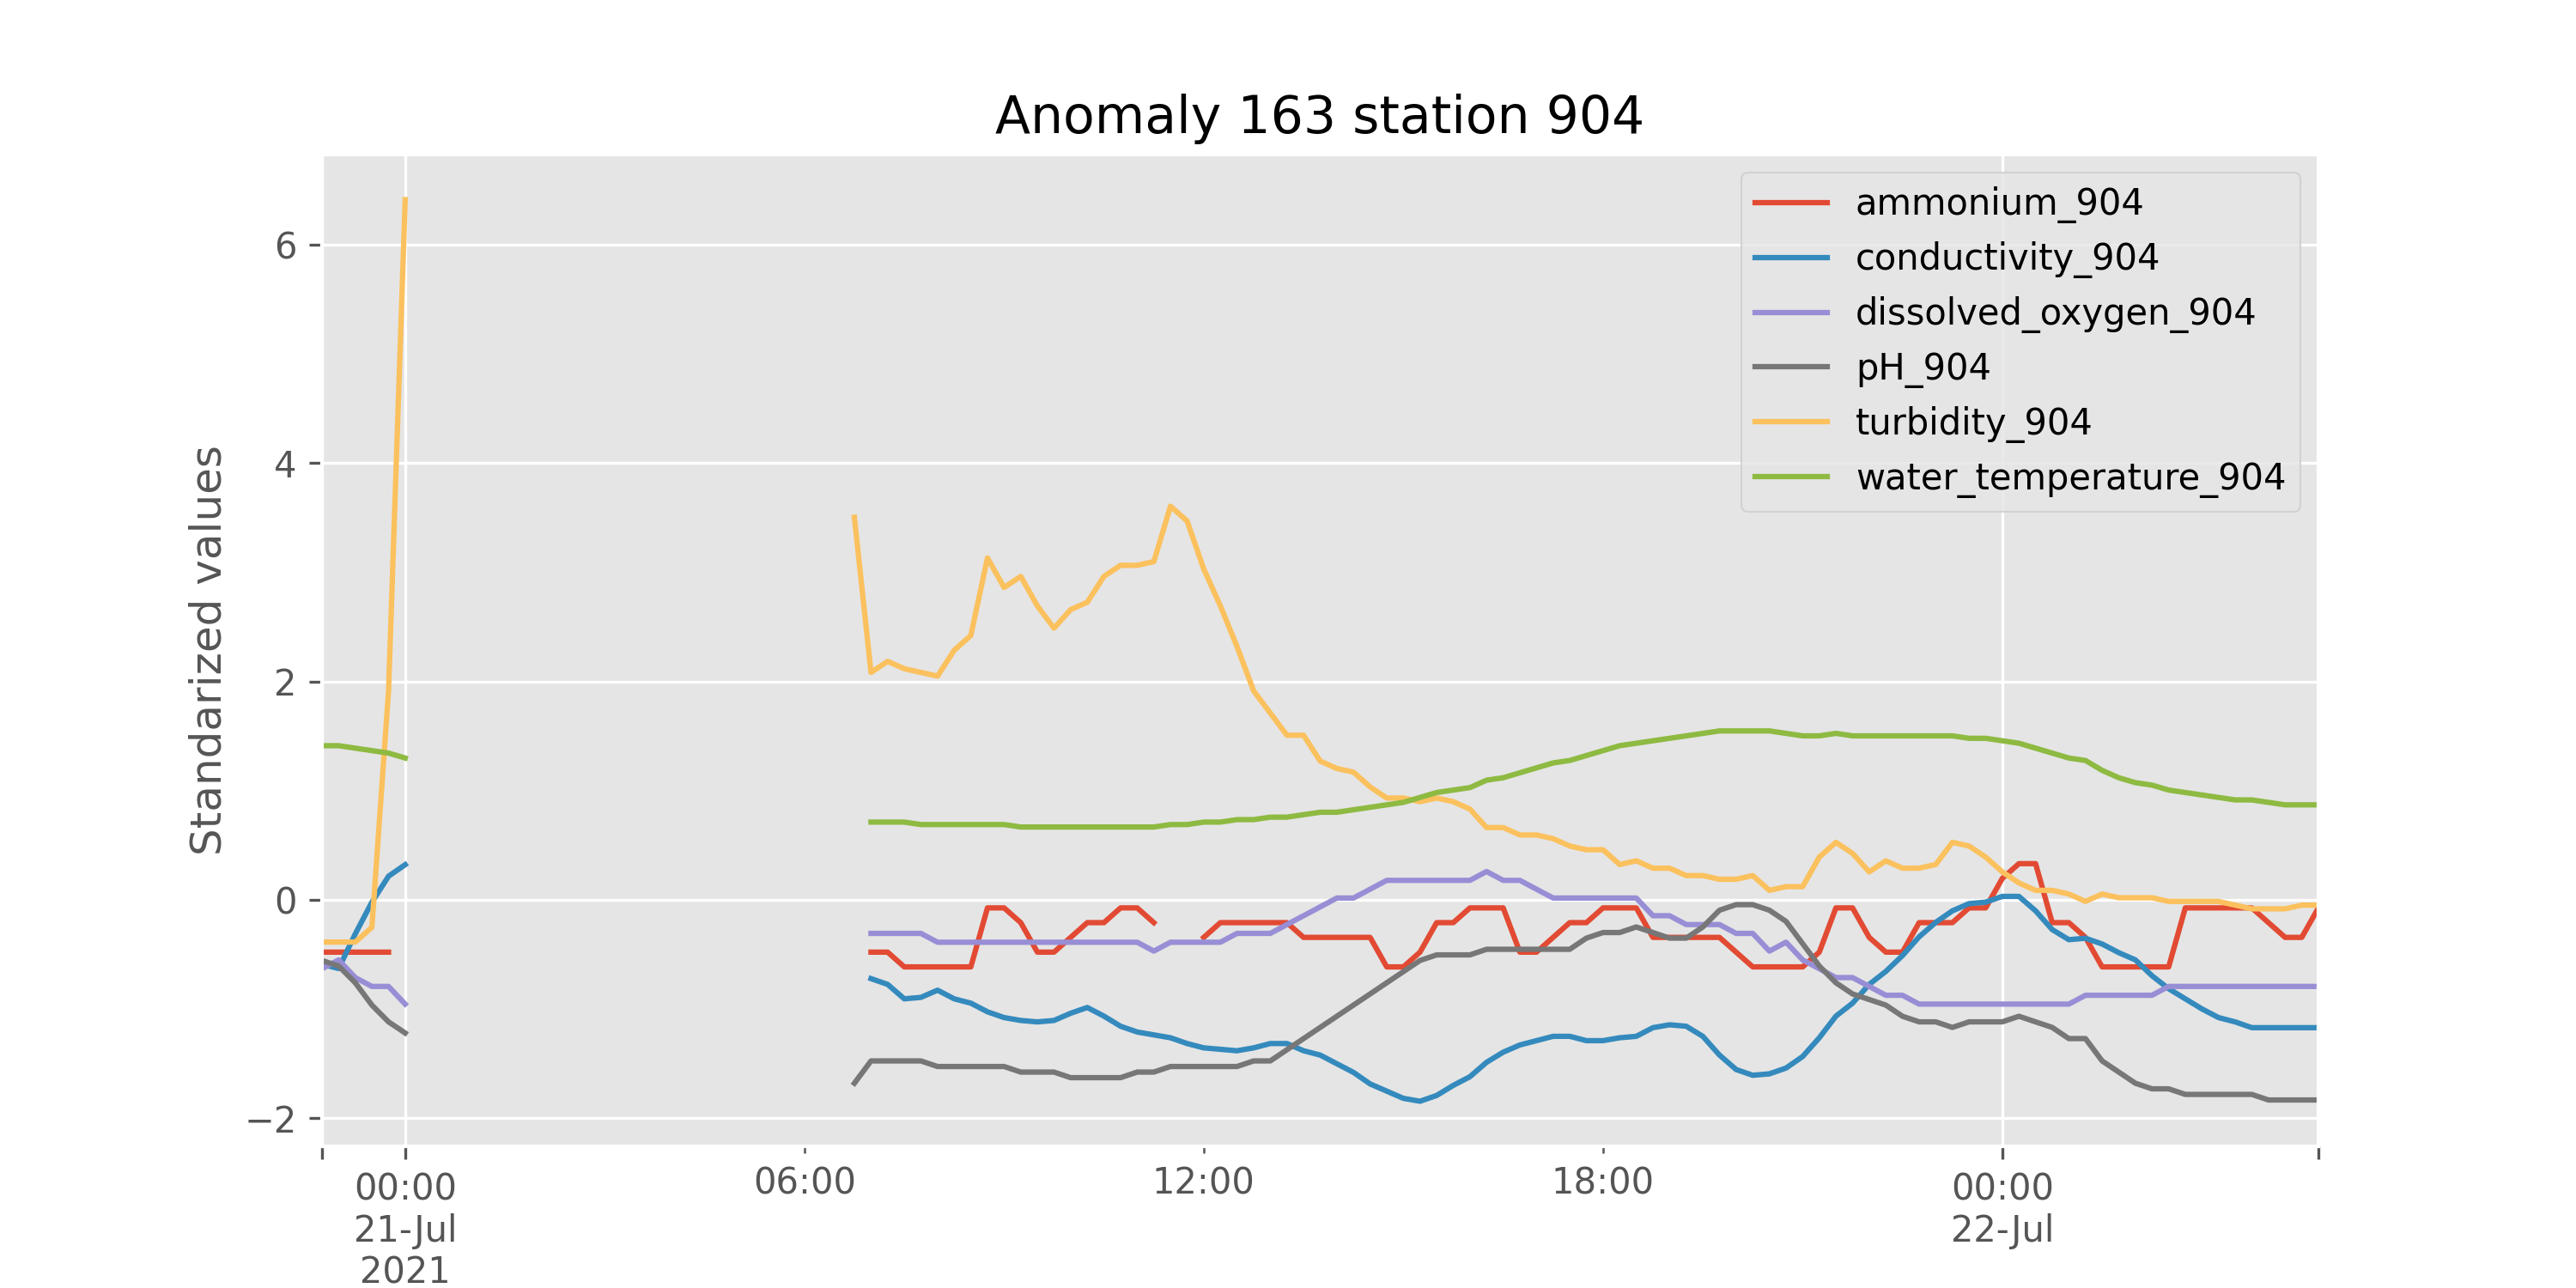 Anomaly 163 station 904
ammonium_904
conductivity_904
dissolved_oxygen_904
pH_904
turbidity_904
water_temperature_904
Standarized values
6
4
2
0
−2
00:00
21-Jul
2021
06:00
12:00
18:00
00:00
22-Jul